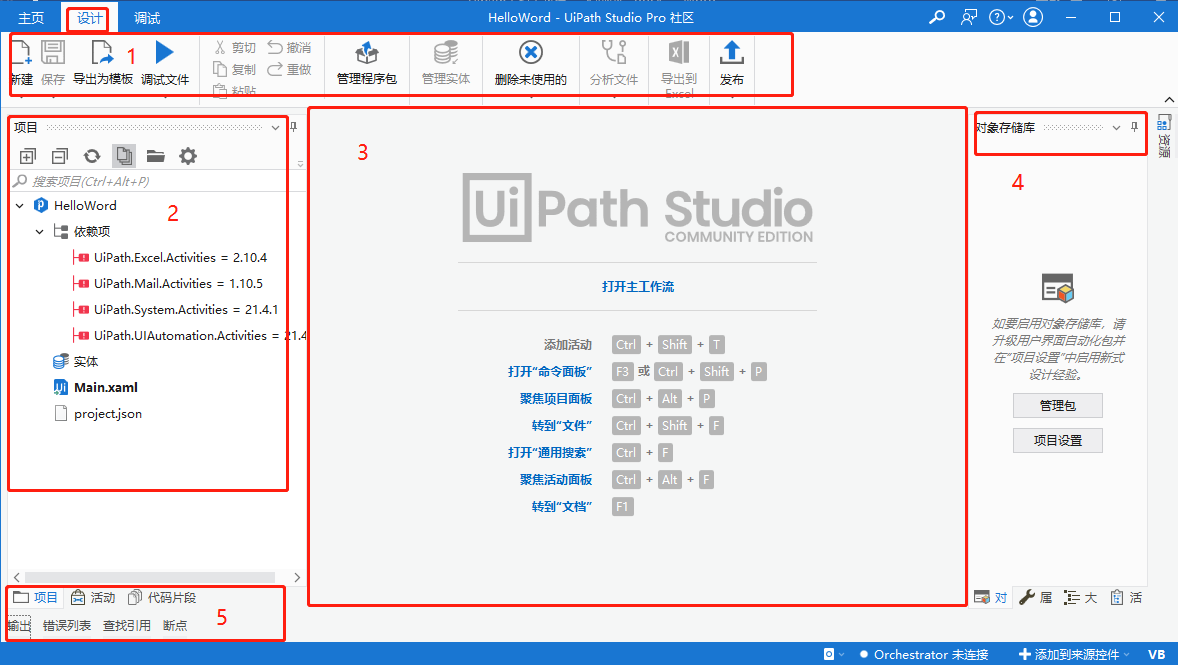 主页 设计 调试 HelloWord - UiPath Studio Pro 社区
新建 保存 导出为模板 1 调试文件 剪切 撤消 复制 重做 粘贴 管理程序包 管理实体 删除未使用的 分析文件 导出到 Excel 发布
项目
搜索项目(Ctrl+Alt+P)
HelloWord
2
依赖项
UiPath.Excel.Activities = 2.10.4
UiPath.Mail.Activities = 1.10.5
UiPath.System.Activities = 21.4.1
UiPath.UIAutomation.Activities = 21.4
实体
Main.xaml
project.json
项目 活动 代码片段
输出 错误列表 查找引用 断点
5
3
UiPath Studio
COMMUNITY EDITION
打开主工作流
添加活动 Ctrl + Shift + T
打开“命令面板” F3 或 Ctrl + Shift + P
聚焦项目面板 Ctrl + Alt + P
转到“文件” Ctrl + Shift + F
打开“通用搜索” Ctrl + F
聚焦活动面板 Ctrl + Alt + F
转到“文档” F1
对象存储库
4
如要启用对象存储库，请
升级用户界面自动化包并
在“项目设置”中启用新式
设计经验。
管理包
项目设置
对 属 大 活
资源
Orchestrator 未连接 添加到来源控件 VB